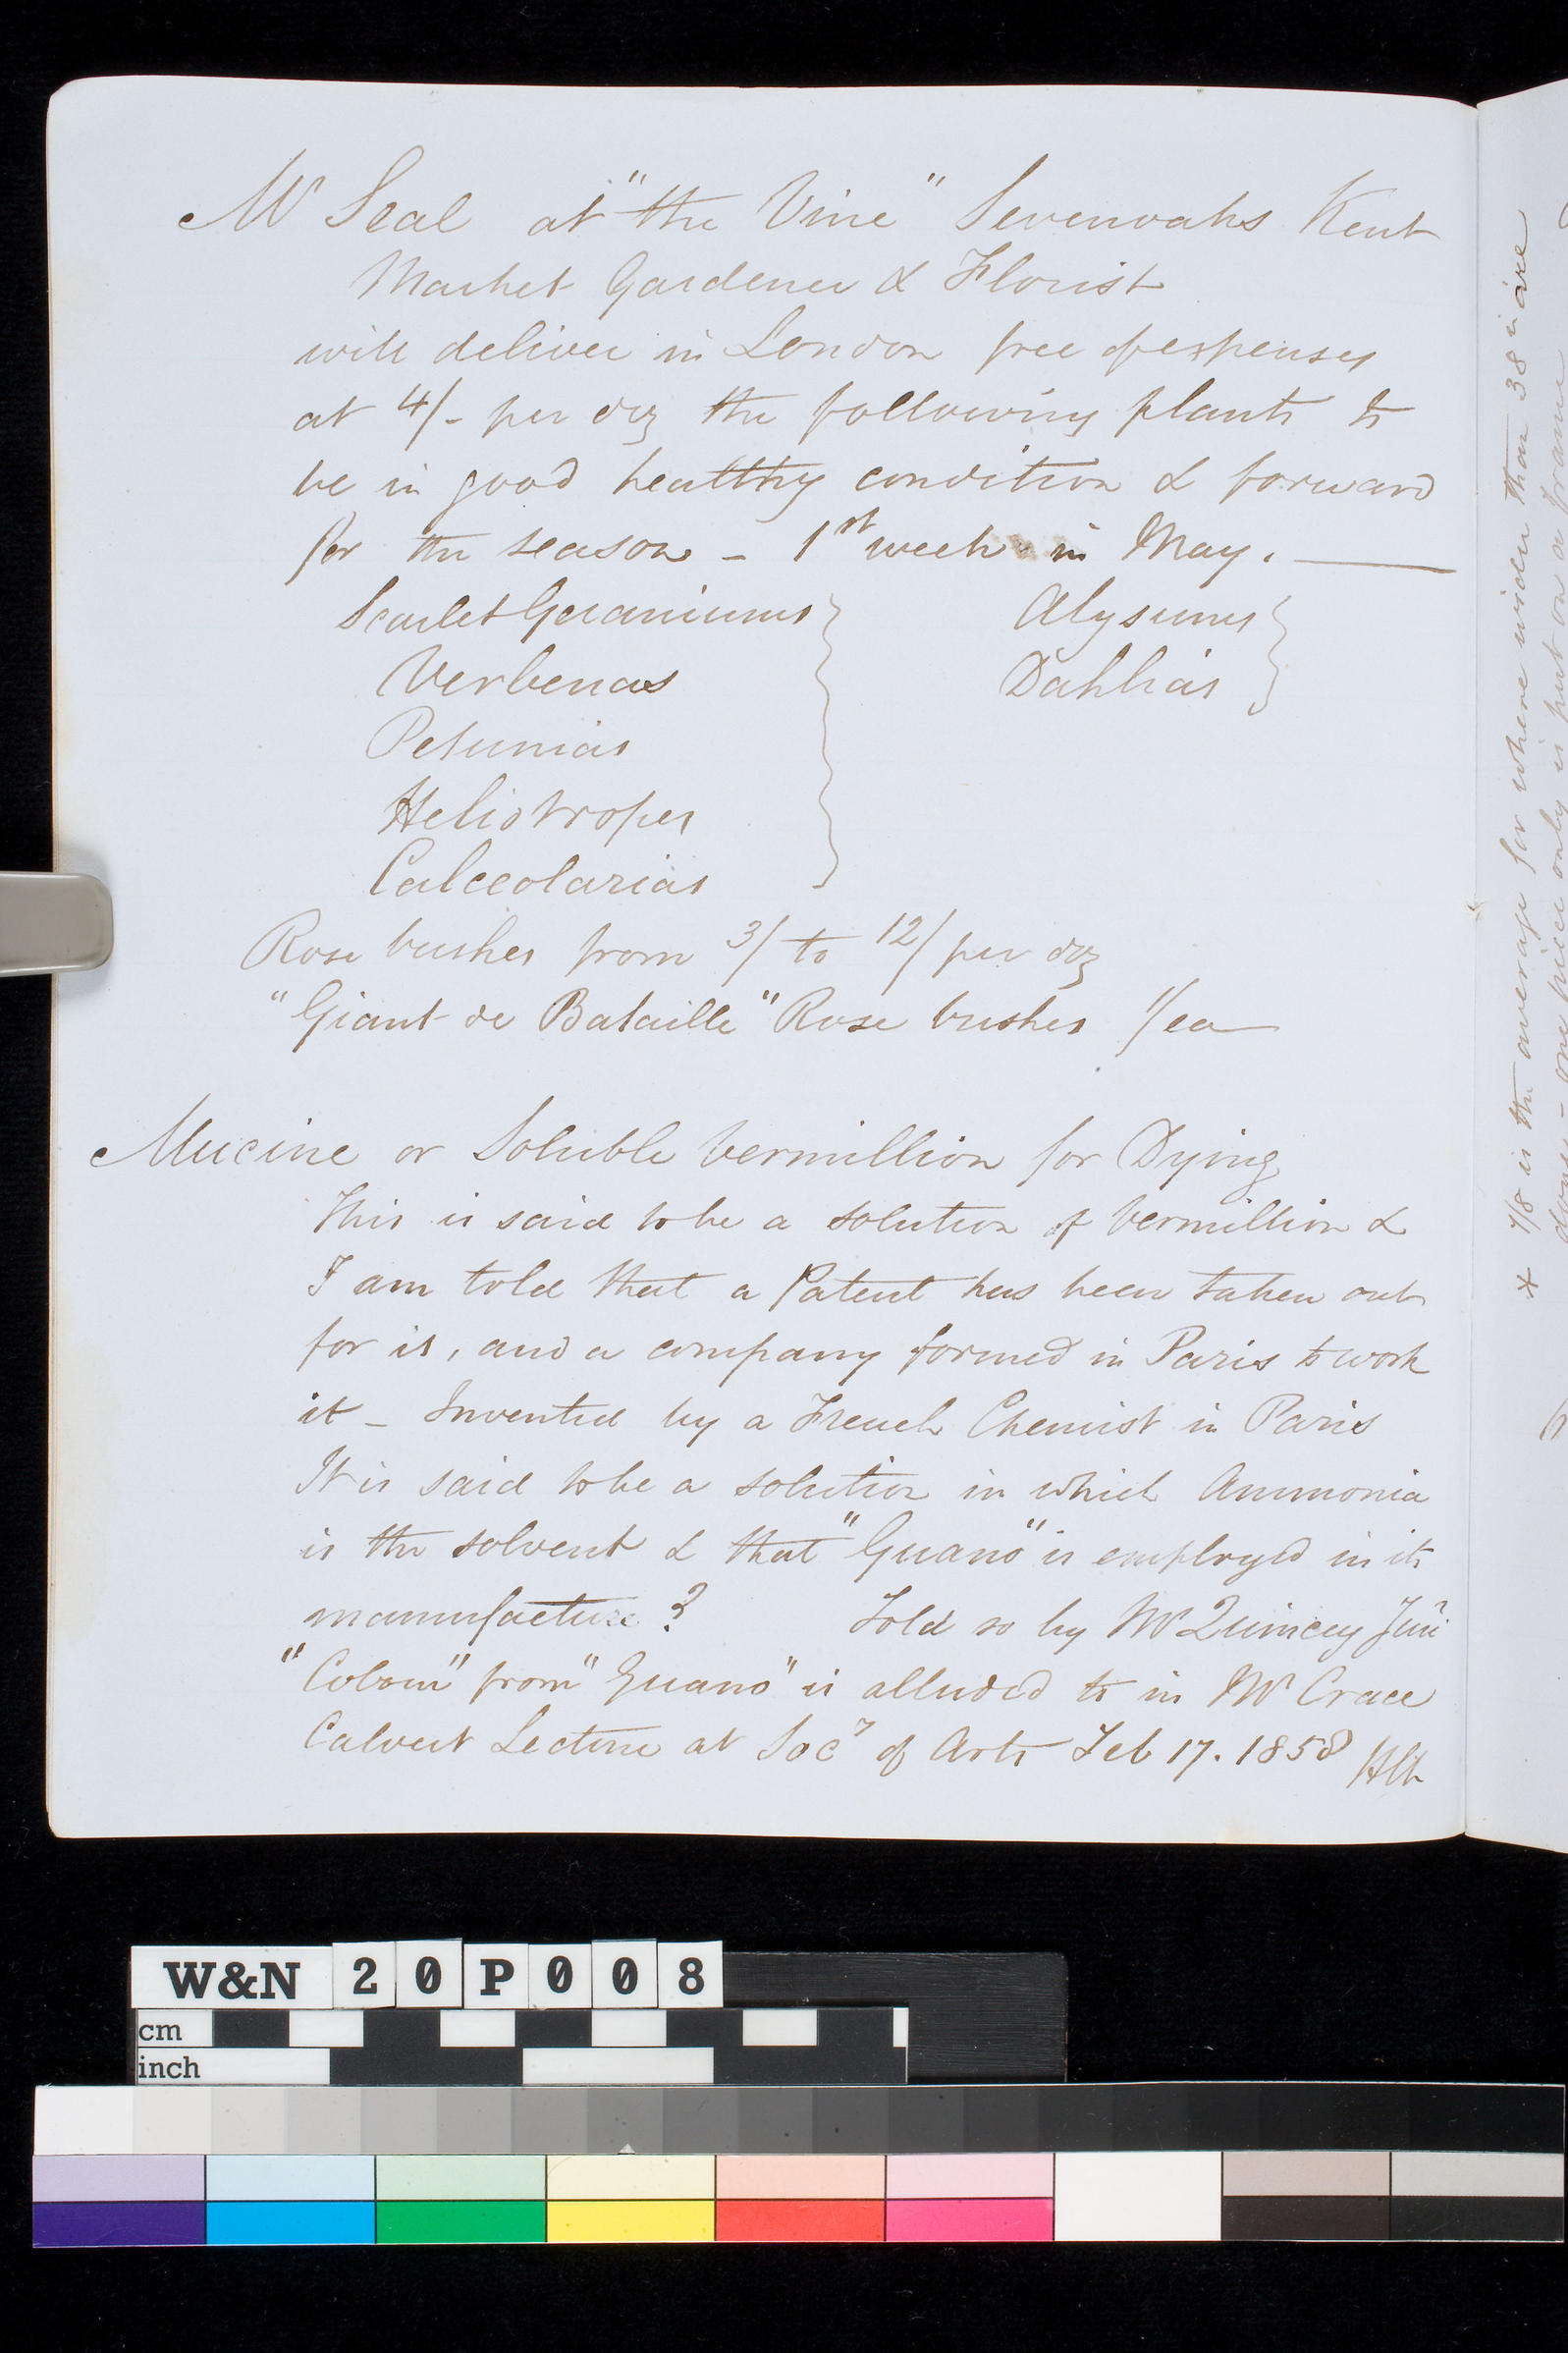 Mr Seal at "the Vine" Sevenoaks Kent
Market Gardener & Florist
will deliver in London free of expenses
at 4/- per doz the following plants to
be in good healthy condition & forward
for the season - 1st week in May.
Scarlet Geraniums
Alysums
Verbenas
Dahlias
Petunias
Heliotropes
Calceolarias
Rose bushes from 3/ to 12/ per doz
"Giant de Bataille" Rose bushes 1/ ea
Mucine or Soluble Vermillion for Dying
This is said to be a solution of Vermillion &
I am told that a Patent has been taken out
for it, and a company formed in Paris to work
it - Invented by a French Chemist in Paris
It is said to be a solution in which Ammonia
is the solvent & that "Guano" is employed in its
manufacture? Told so by Mr Quincey Junr
"Colour" from "Guano" is alluded to in Mr Crace
Calvert Lecture at Socy of Arts Feb 17. 1858
* 1/8 is the average for where wider than 38 in are
one piece only is put on a frame
W&N 20P008
cm
inch